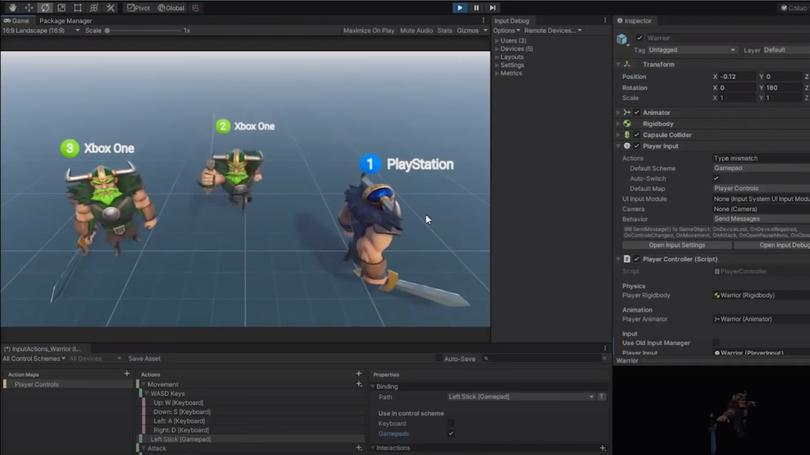 Pivot Global
Collab
Game Package Manager
16:9 Landscape (16:9) Scale 1x Maximize On Play Mute Audio Stats Gizmos
3 Xbox One
2 Xbox One
1 PlayStation
Input Debug
Options Remote Devices...
Users (3)
Devices (5)
Layouts
Settings
Metrics
Inspector
Warrior
Tag Untagged Layer Default
Transform
Position X -0.12 Y 0 Z
Rotation X 0 Y 180 Z
Scale X 1 Y 1 Z
Animator
Rigidbody
Capsule Collider
Player Input
Actions Type mismatch
Default Scheme Gamepad
Auto-Switch
Default Map Player Controls
UI Input Module None (Input System UI Input Modu
Camera None (Camera)
Behavior Send Messages
Will SendMessage() to GameObject: OnDeviceLost, OnDeviceRegained,
OnControlsChanged, OnMovement, OnAttack, OnOpenPauseMenu, OnClos
Open Input Settings Open Input Debug
Player Controller (Script)
Script PlayerController
Physics
Player Rigidbody Warrior (Rigidbody)
Animation
Player Animator Warrior (Animator)
Input
Use Old Input Manager
Player Input Warrior (PlayerInput)
Warrior
(*) InputActions_Warrior (I...
All Control Schemes All Devices Save Asset Auto-Save
Action Maps
Player Controls
Actions
Movement
WASD Keys
Up: W [Keyboard]
Down: S [Keyboard]
Left: A [Keyboard]
Right: D [Keyboard]
Left Stick [Gamepad]
Attack
Properties
Binding
Path Left Stick [Gamepad] T
Use in control scheme
Keyboard
Gamepads
Interactions